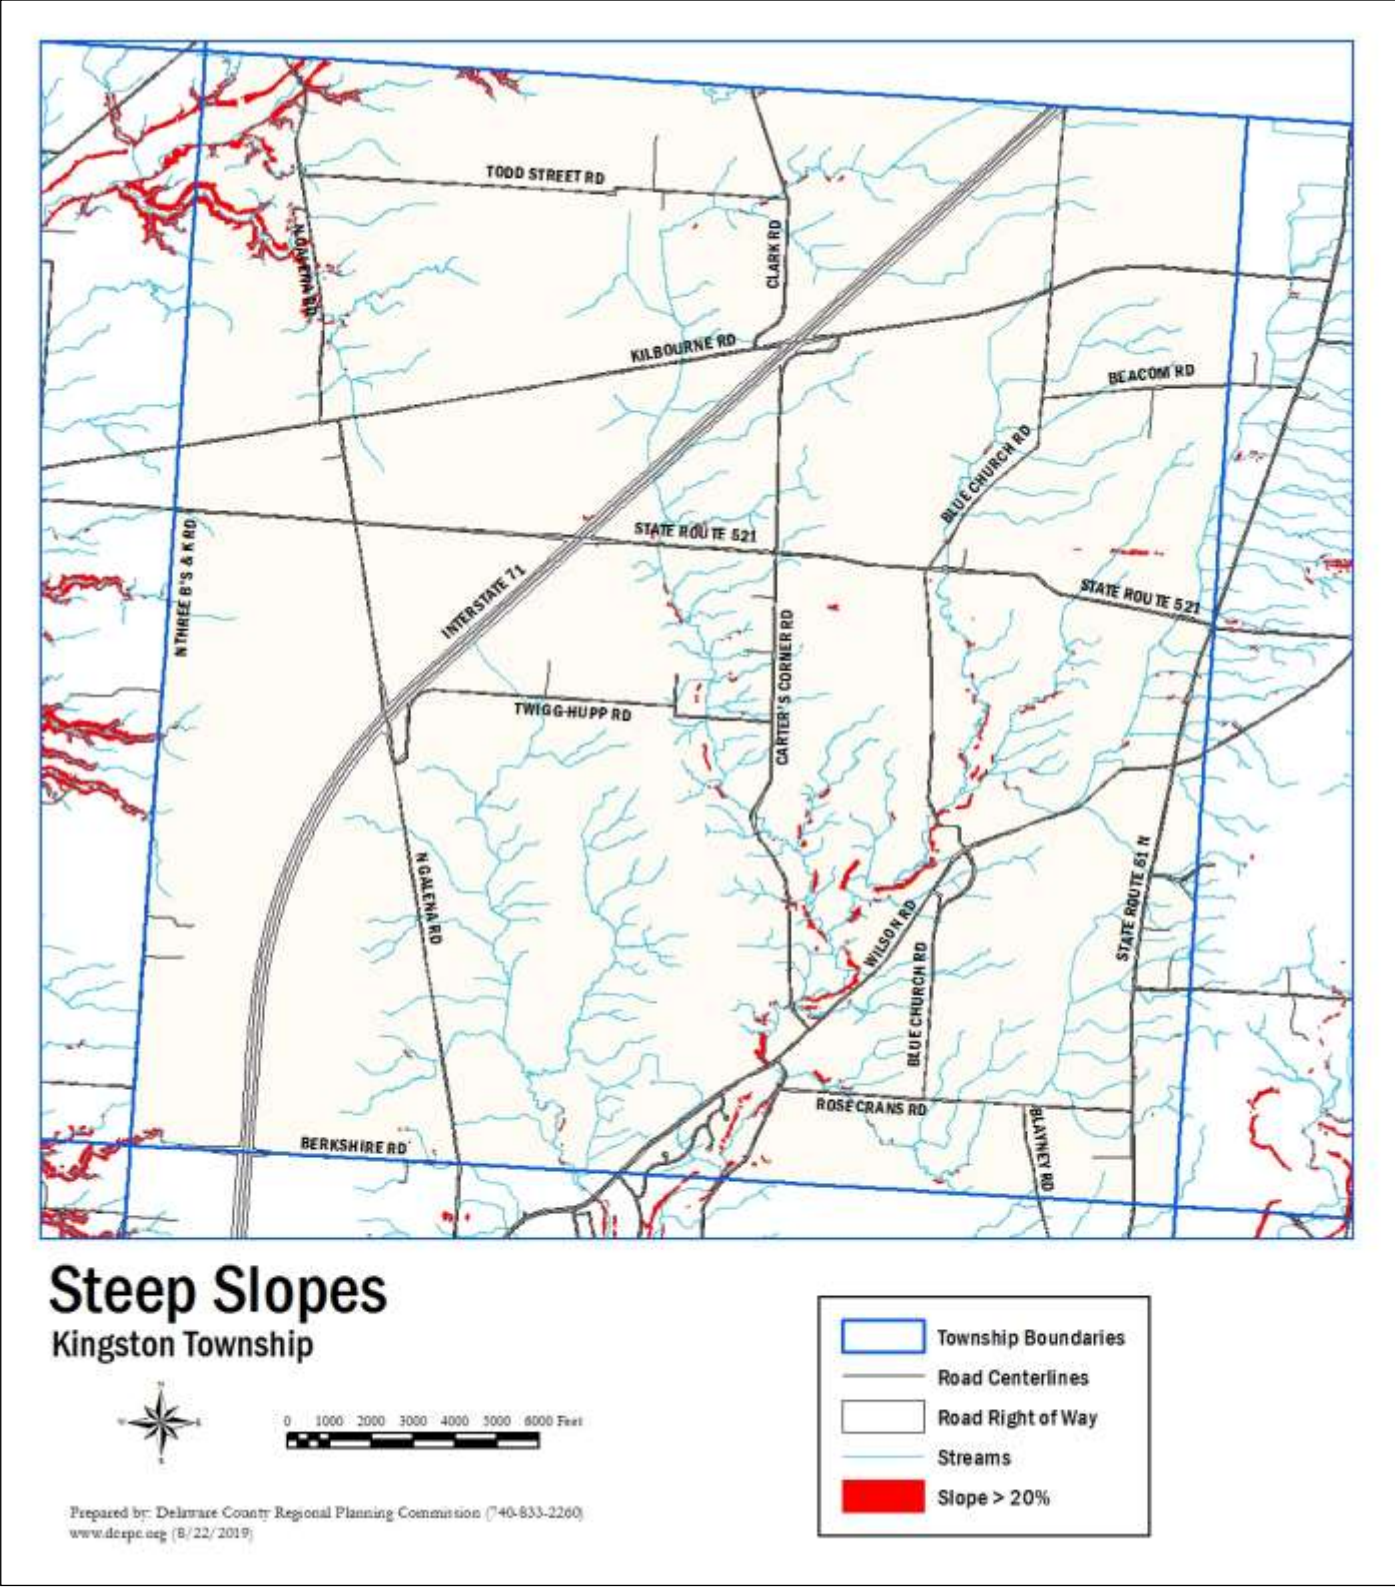 TODD STREET RD
N GALENA RD
CLARK RD
KILBOURNE RD
BEACOM RD
BLUE CHURCH RD
STATE ROUTE 521
N THREE B'S & K RD
INTERSTATE 71
STATE ROUTE 521
CARTER'S CORNER RD
TWIGG-HUPP RD
N GALENA RD
STATE ROUTE 61 N
WILSON RD
BLUE CHURCH RD
ROSECRANS RD
BLAYNEY RD
BERKSHIRE RD
Steep Slopes
Kingston Township
N
W
E
S
0 1000 2000 3000 4000 5000 6000 Feet
Township Boundaries
Road Centerlines
Road Right of Way
Streams
Slope > 20%
Prepared by: Delaware County Regional Planning Commission (740-833-2260)
www.dcrpc.org (8/22/2019)